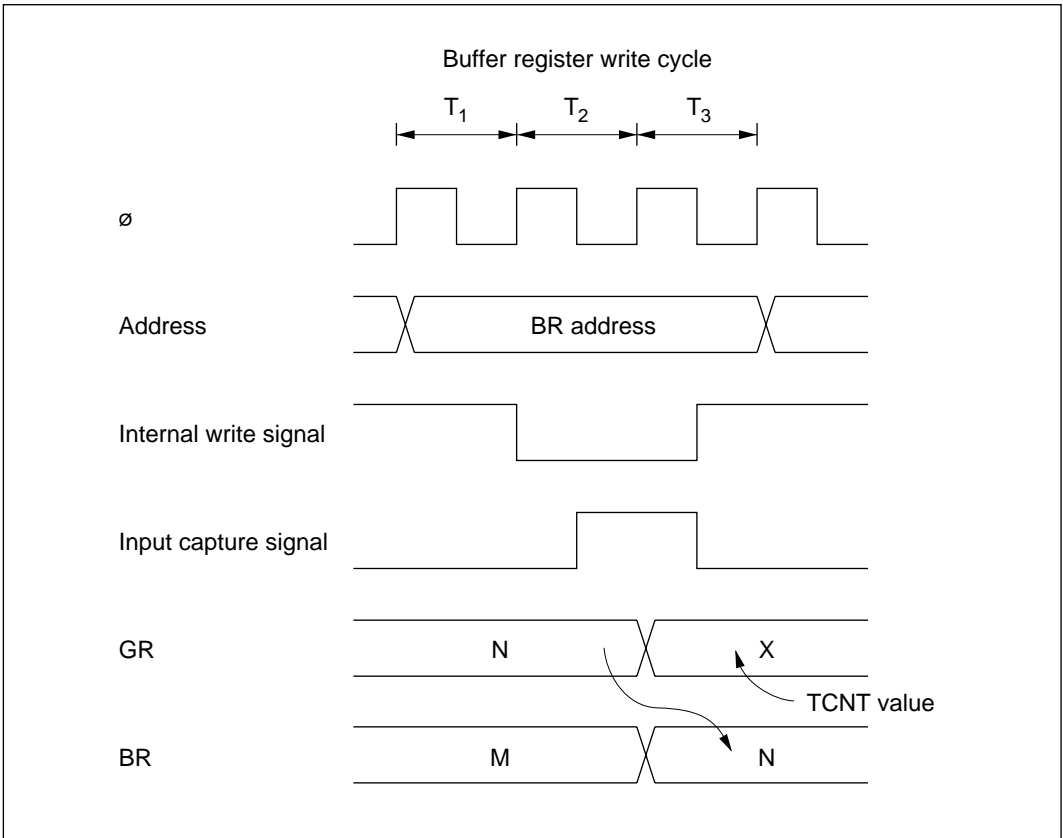 Buffer register write cycle
T1 T2 T3
ø
Address BR address
Internal write signal
Input capture signal
GR N X
TCNT value
BR M N